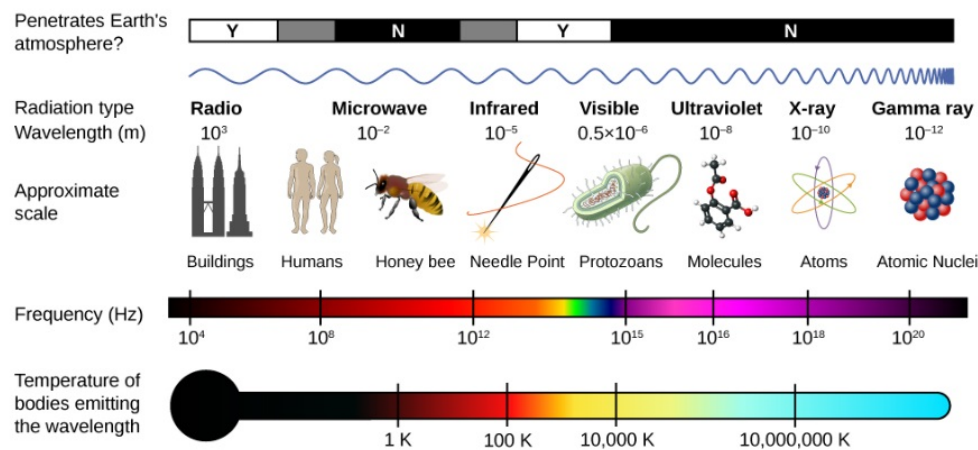 Penetrates Earth's
atmosphere?
Y N Y N
Radiation type Radio Microwave Infrared Visible Ultraviolet X-ray Gamma ray
Wavelength (m) 10³ 10⁻² 10⁻⁵ 0.5×10⁻⁶ 10⁻⁸ 10⁻¹⁰ 10⁻¹²
Approximate
scale
Buildings Humans Honey bee Needle Point Protozoans Molecules Atoms Atomic Nuclei
Frequency (Hz)
10⁴ 10⁸ 10¹² 10¹⁵ 10¹⁶ 10¹⁸ 10²⁰
Temperature of
bodies emitting
the wavelength
1 K 100 K 10,000 K 10,000,000 K